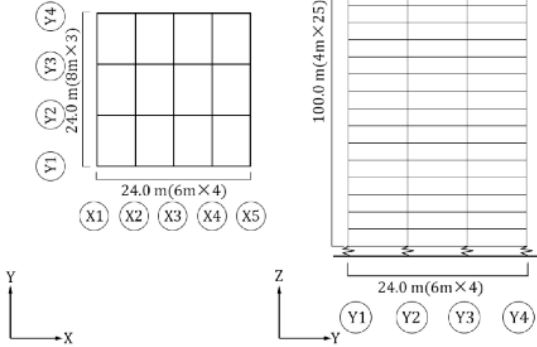 Y4
Y3
Y2
Y1
24.0 m(8m×3)
24.0 m(6m×4)
X1 X2 X3 X4 X5
Y
X
100.0 m(4m×25)
24.0 m(6m×4)
Y1 Y2 Y3 Y4
Z
Y